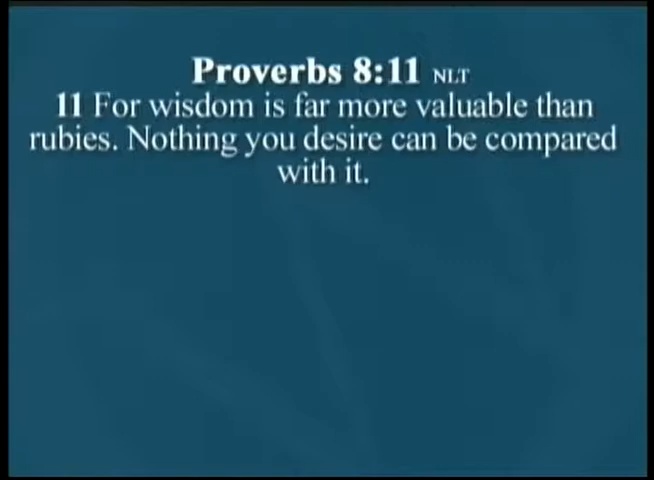 Proverbs 8:11 NLT
11 For wisdom is far more valuable than
rubies. Nothing you desire can be compared
with it.